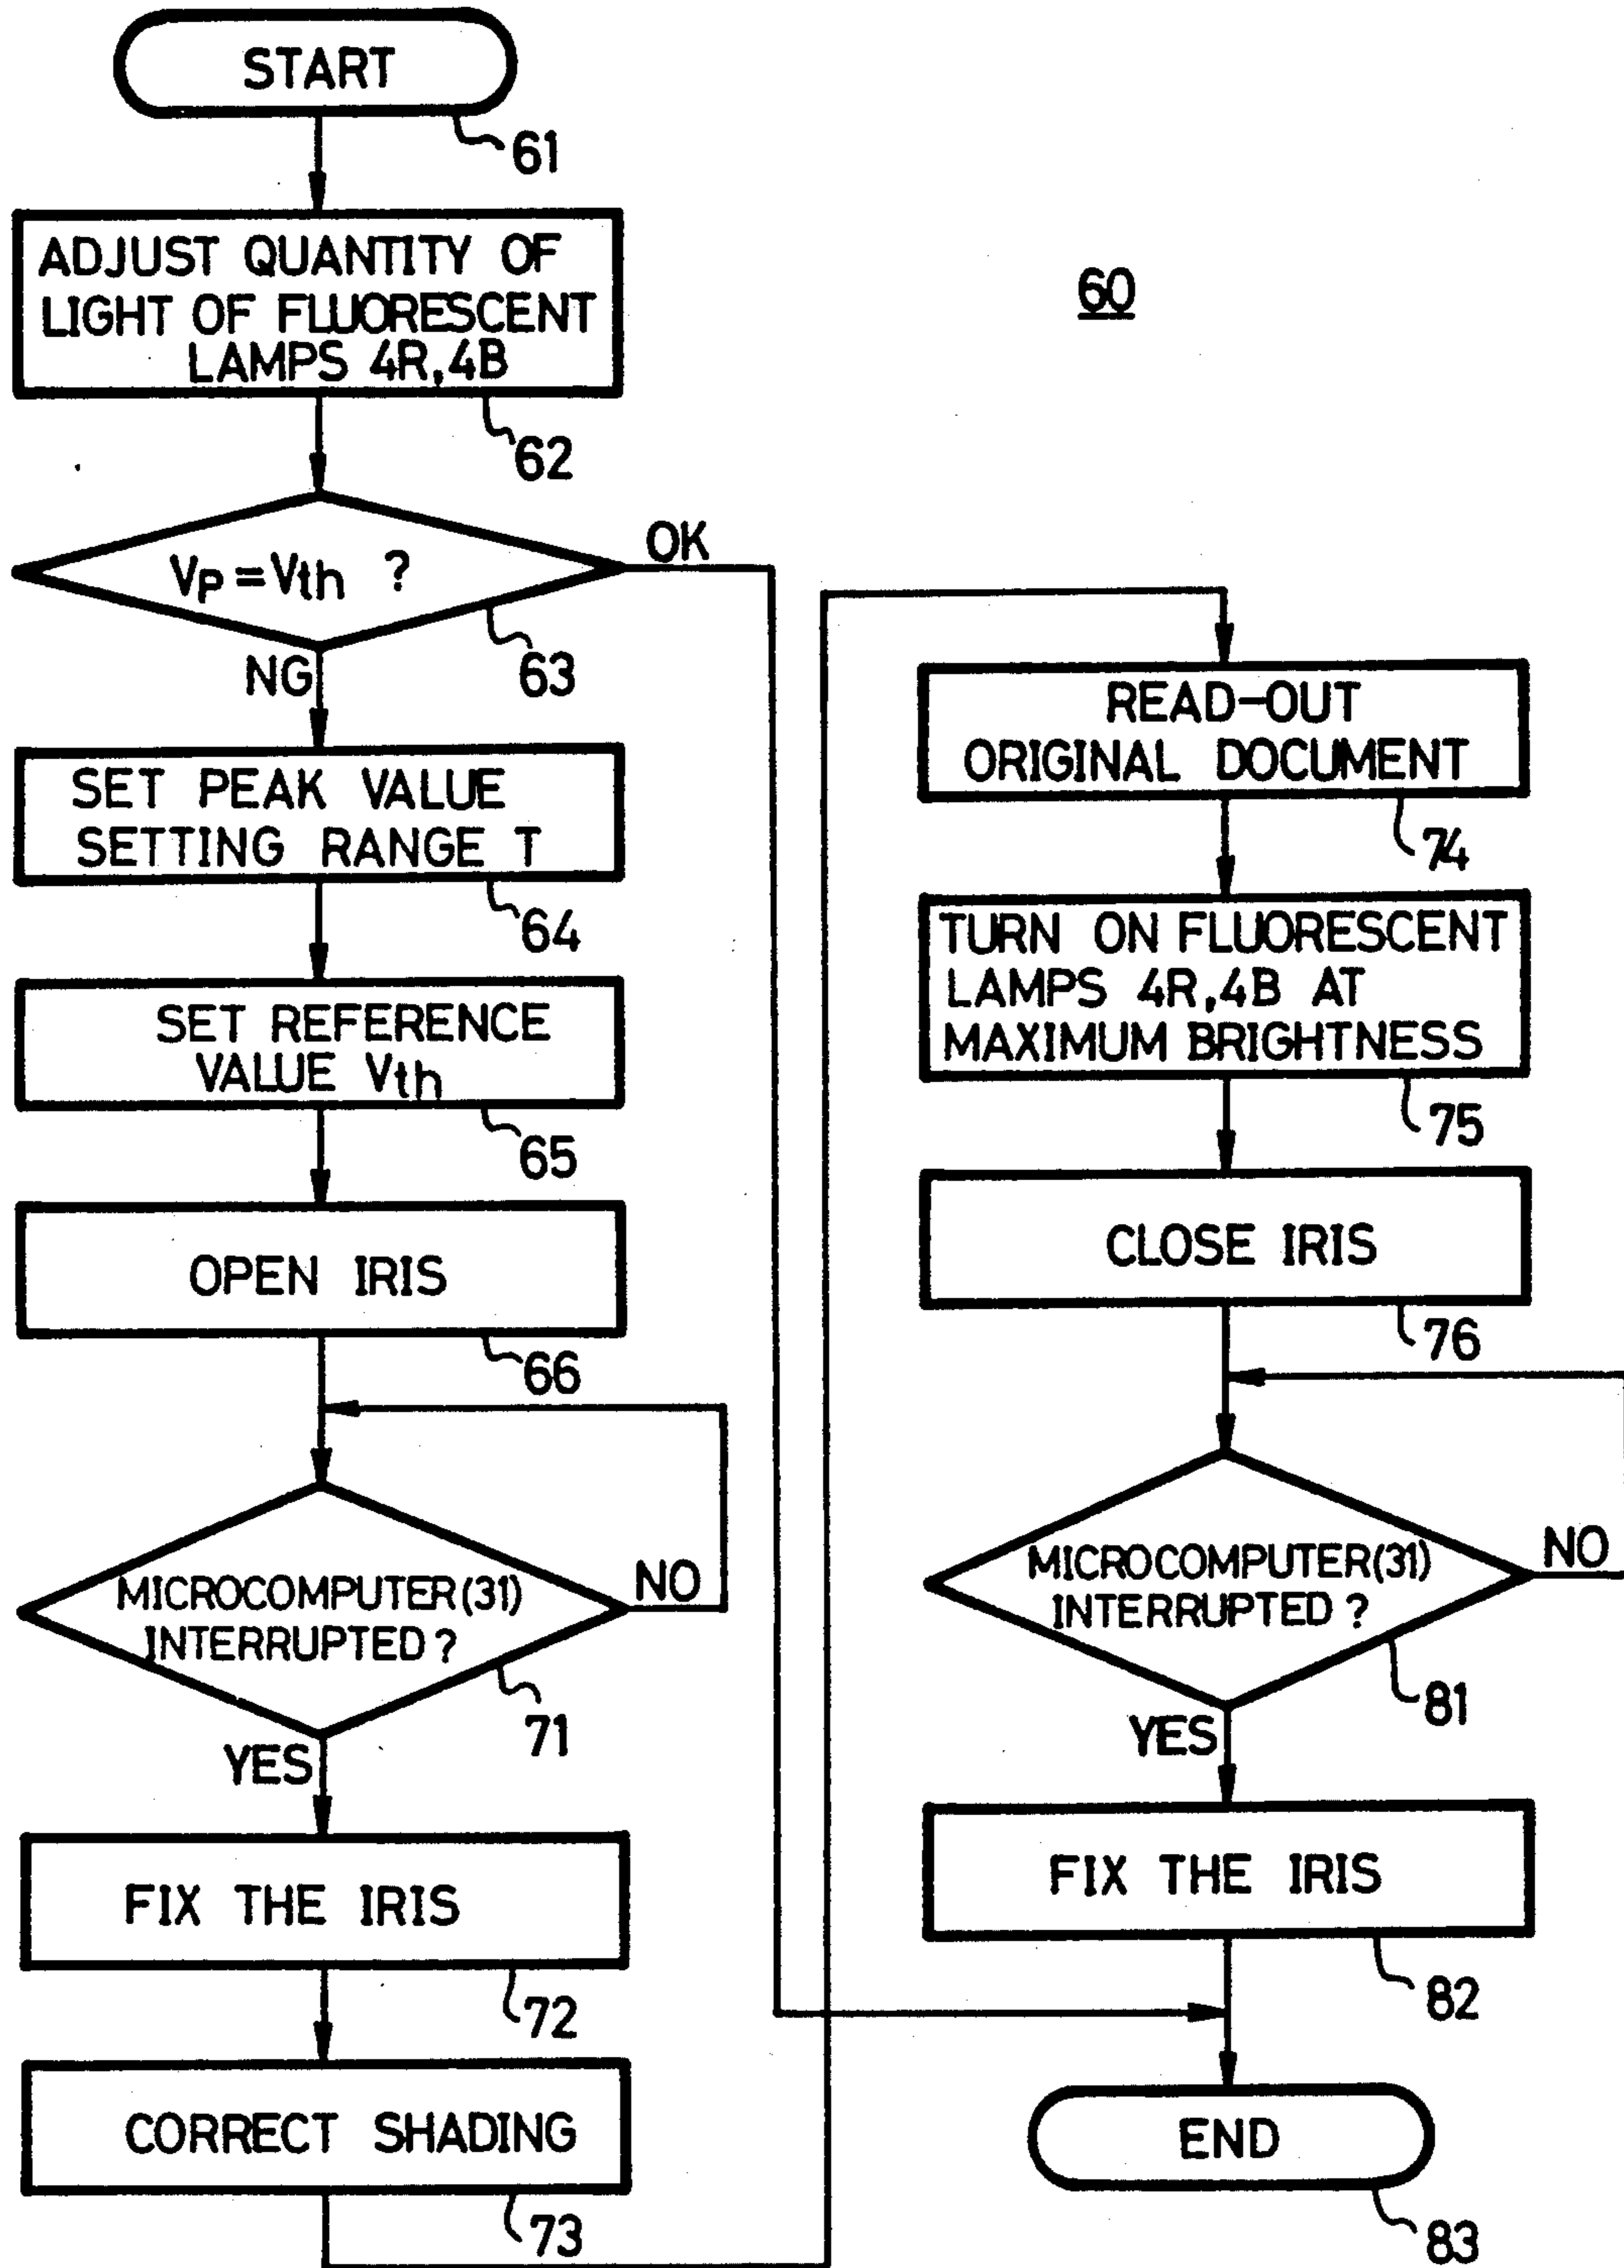 START
61
ADJUST QUANTITY OF
LIGHT OF FLUORESCENT
LAMPS 4R,4B
62
VP=Vth ?
OK
NG
63
SET PEAK VALUE
SETTING RANGE T
64
SET REFERENCE
VALUE Vth
65
OPEN IRIS
66
MICROCOMPUTER(31)
INTERRUPTED?
NO
71
YES
FIX THE IRIS
72
CORRECT SHADING
73
60
READ-OUT
ORIGINAL DOCUMENT
74
TURN ON FLUORESCENT
LAMPS 4R,4B AT
MAXIMUM BRIGHTNESS
75
CLOSE IRIS
76
MICROCOMPUTER(31)
INTERRUPTED?
NO
81
YES
FIX THE IRIS
82
END
83